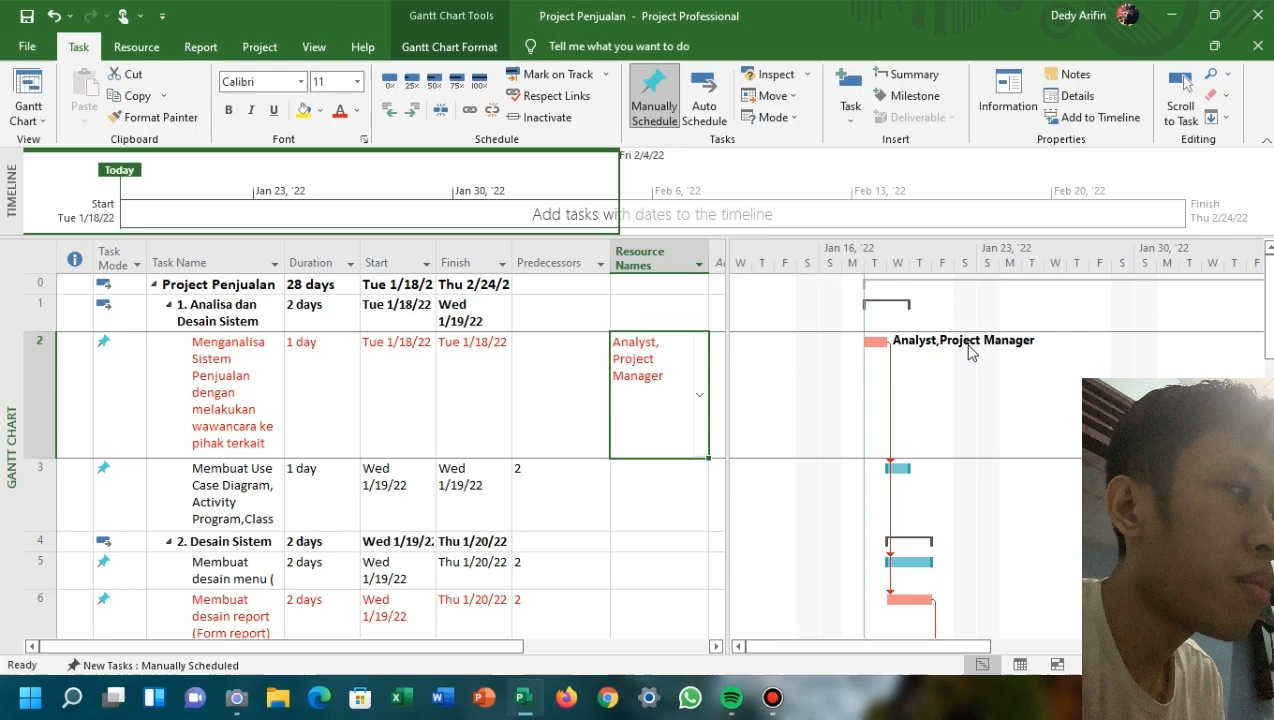 Gantt Chart Tools
Project Penjualan - Project Professional
Dedy Arifin
File Task Resource Report Project View Help Gantt Chart Format Tell me what you want to do
Gantt Chart
View
Paste
Cut
Copy
Format Painter
Clipboard
Calibri 11
B I U A
Font
0% 25% 50% 75% 100%
Mark on Track
Respect Links
Inactivate
Schedule
Manually Schedule
Auto Schedule
Inspect
Move
Mode
Tasks
Task
Summary
Milestone
Deliverable
Insert
Information
Notes
Details
Add to Timeline
Properties
Scroll to Task
Editing
TIMELINE
Fri 2/4/22
Today
Jan 23, '22 Jan 30, '22 Feb 6, '22 Feb 13, '22 Feb 20, '22
Start
Tue 1/18/22
Add tasks with dates to the timeline
Finish
Thu 2/24/22
GANTT CHART
Task Mode Task Name Duration Start Finish Predecessors Resource Names
Jan 16, '22 Jan 23, '22 Jan 30, '22
W T F S S M T W T F S S M T W T F S S M T W T F
0 Project Penjualan 28 days Tue 1/18/2 Thu 2/24/2
1 1. Analisa dan Desain Sistem 2 days Tue 1/18/22 Wed 1/19/22
2 Menganalisa Sistem Penjualan dengan melakukan wawancara ke pihak terkait 1 day Tue 1/18/22 Tue 1/18/22 Analyst, Project Manager
Analyst,Project Manager
3 Membuat Use Case Diagram, Activity Program,Class 1 day Wed 1/19/22 Wed 1/19/22 2
4 2. Desain Sistem 2 days Wed 1/19/22 Thu 1/20/22
5 Membuat desain menu ( 2 days Wed 1/19/22 Thu 1/20/22 2
6 Membuat desain report (Form report) 2 days Wed 1/19/22 Thu 1/20/22 2
Ready New Tasks : Manually Scheduled